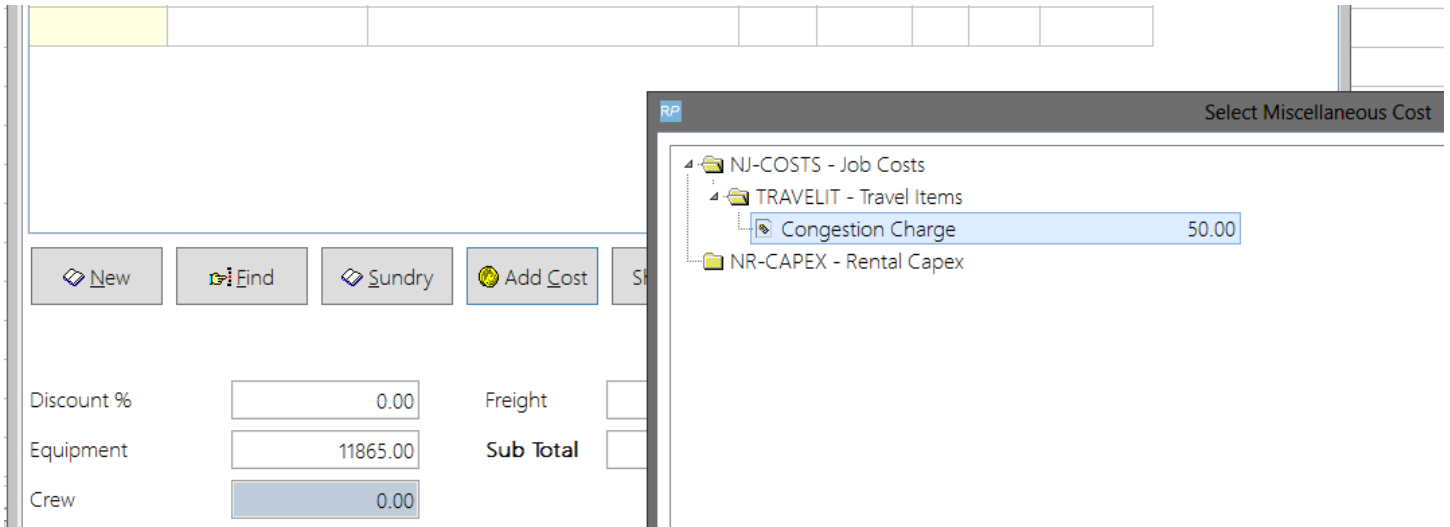 RP Select Miscellaneous Cost
NJ-COSTS - Job Costs
TRAVELIT - Travel Items
Congestion Charge 50.00
NR-CAPEX - Rental Capex
New Find Sundry Add Cost
Discount % 0.00 Freight
Equipment 11865.00 Sub Total
Crew 0.00